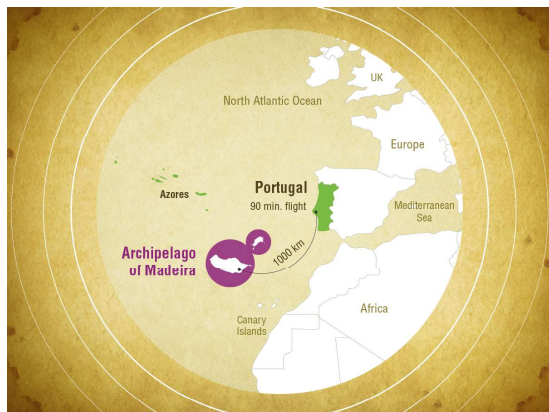 UK
North Atlantic Ocean
Europe
Azores
Portugal
90 min. flight
Mediterranean
Sea
Archipelago
of Madeira
1000 km
Canary
Islands
Africa